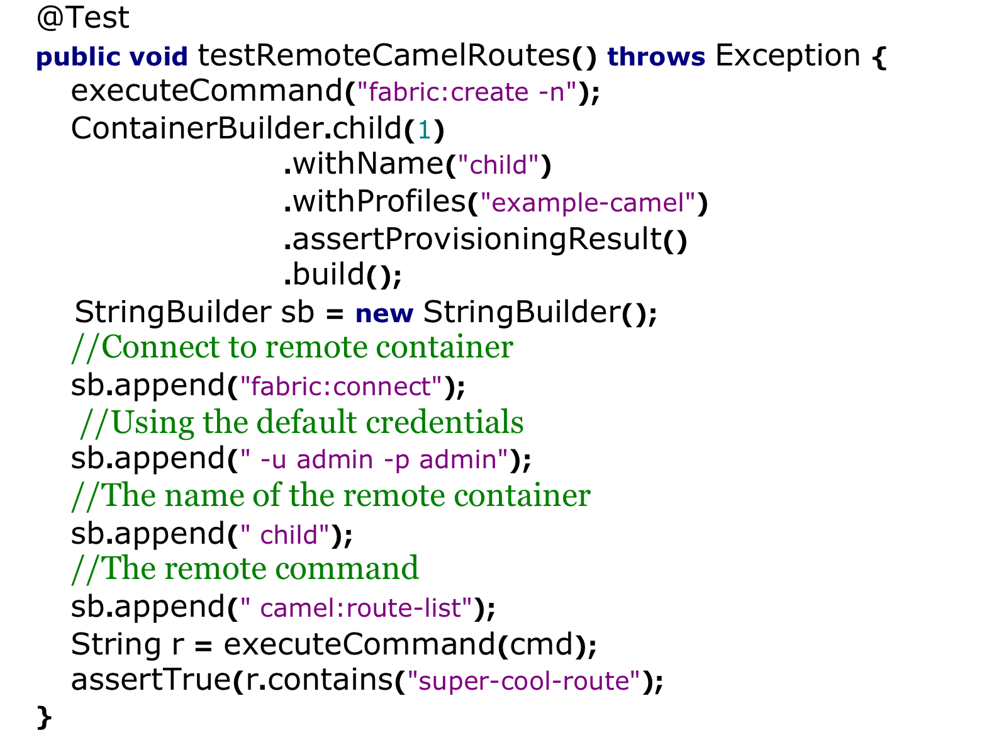 @Test
public void testRemoteCamelRoutes() throws Exception {
executeCommand("fabric:create -n");
ContainerBuilder.child(1)
.withName("child")
.withProfiles("example-camel")
.assertProvisioningResult()
.build();
StringBuilder sb = new StringBuilder();
//Connect to remote container
sb.append("fabric:connect");
//Using the default credentials
sb.append(" -u admin -p admin");
//The name of the remote container
sb.append(" child");
//The remote command
sb.append(" camel:route-list");
String r = executeCommand(cmd);
assertTrue(r.contains("super-cool-route");
}